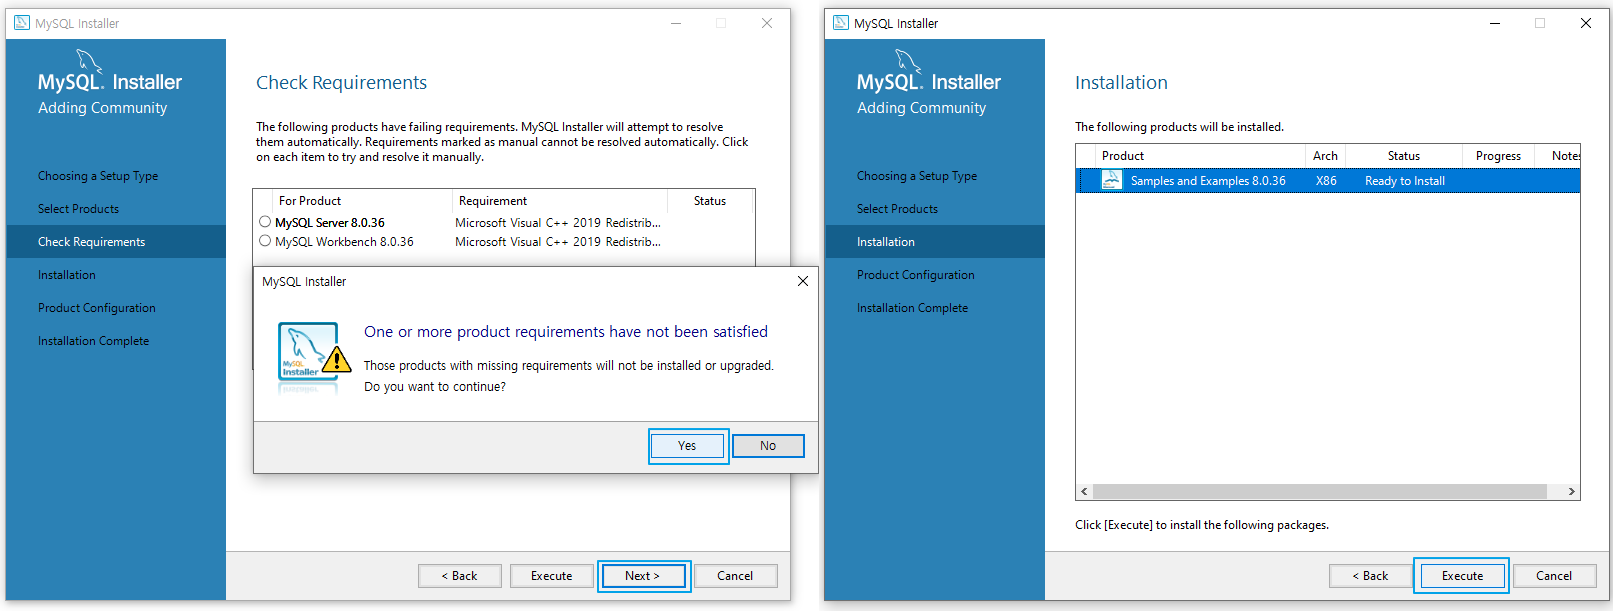 MySQL Installer
MySQL. Installer
Adding Community
Choosing a Setup Type
Select Products
Check Requirements
Installation
Product Configuration
Installation Complete
Check Requirements
The following products have failing requirements. MySQL Installer will attempt to resolve
them automatically. Requirements marked as manual cannot be resolved automatically. Click
on each item to try and resolve it manually.
For Product Requirement Status
MySQL Server 8.0.36 Microsoft Visual C++ 2019 Redistrib...
MySQL Workbench 8.0.36 Microsoft Visual C++ 2019 Redistrib...
MySQL Installer
MySQL
Installer
One or more product requirements have not been satisfied
Those products with missing requirements will not be installed or upgraded.
Do you want to continue?
Yes No
< Back Execute Next > Cancel
MySQL Installer
MySQL. Installer
Adding Community
Choosing a Setup Type
Select Products
Installation
Product Configuration
Installation Complete
Installation
The following products will be installed.
Product Arch Status Progress Notes
Samples and Examples 8.0.36 X86 Ready to Install
Click [Execute] to install the following packages.
< Back Execute Cancel